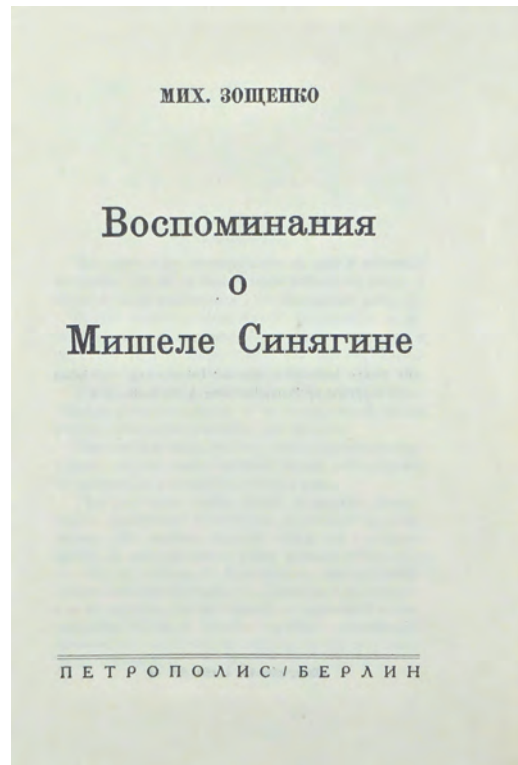 МИХ. ЗОЩЕНКО
Воспоминания
о
Мишеле Синягине
ПЕТРОПОЛИС/БЕРЛИН